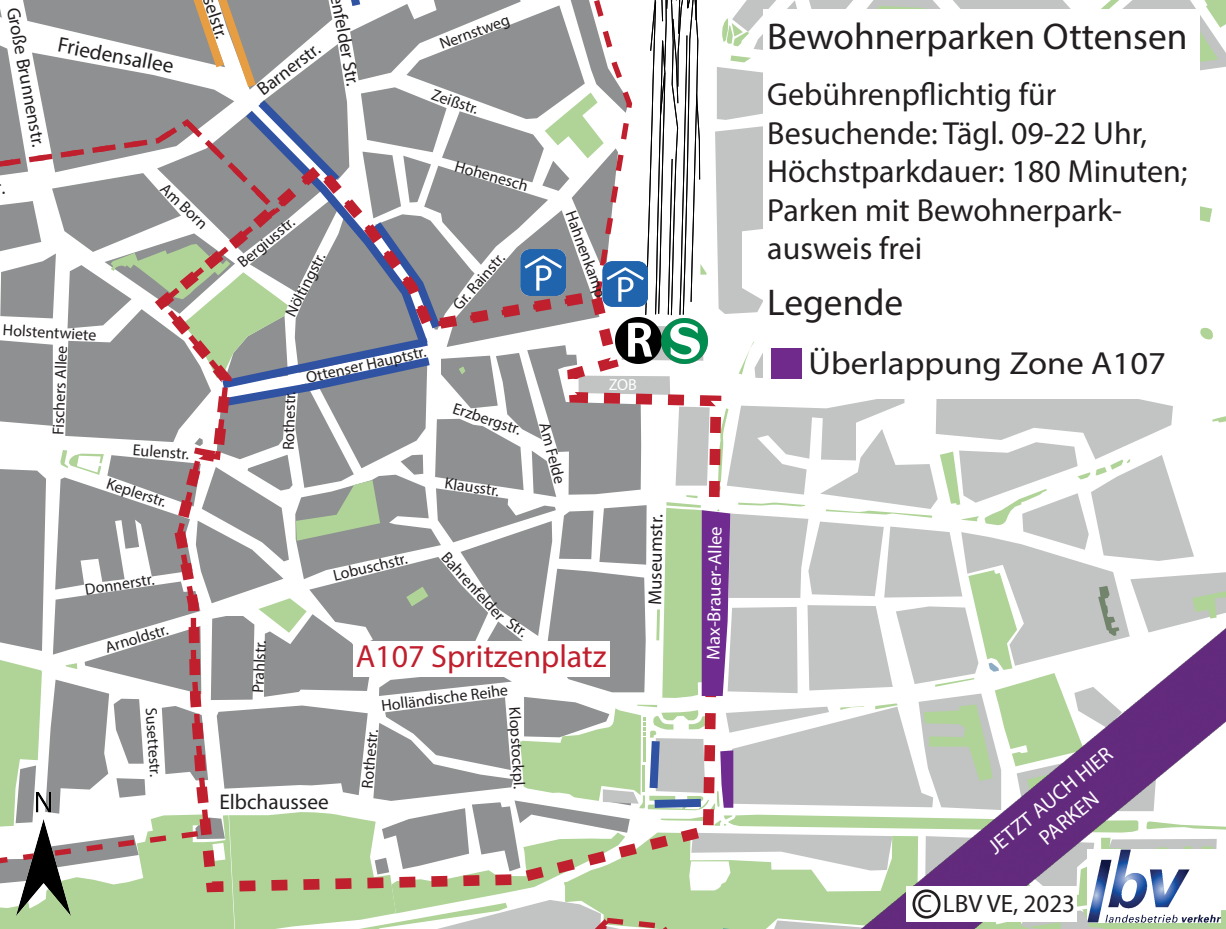 Bewohnerparken Ottensen
Gebührenpflichtig für
Besuchende: Tägl. 09-22 Uhr,
Höchstparkdauer: 180 Minuten;
Parken mit Bewohnerpark-
ausweis frei
Legende
Überlappung Zone A107
Große Brunnenstr.
Friedensallee
Barnerstr.
Nernstweg
Zeißstr.
Hohenesch
Hahnenkamp
Am Born
Bergiusstr.
Nöltingstr.
Gr. Rainstr.
P
P
R S
Holstentwiete
Fischers Allee
Ottenser Hauptstr.
ZOB
Rothestr.
Erzbergstr.
Am Felde
Eulenstr.
Keplerstr.
Klausstr.
Museumstr.
Max-Brauer-Allee
Donnerstr.
Lobuschstr.
Bahrenfelder Str.
Arnoldstr.
Prahlstr.
A107 Spritzenplatz
Holländische Reihe
Susettestr.
Rothestr.
Klopstockpl.
Elbchaussee
N
JETZT AUCH HIER
PARKEN
© LBV VE, 2023
lbv
landesbetrieb verkehr